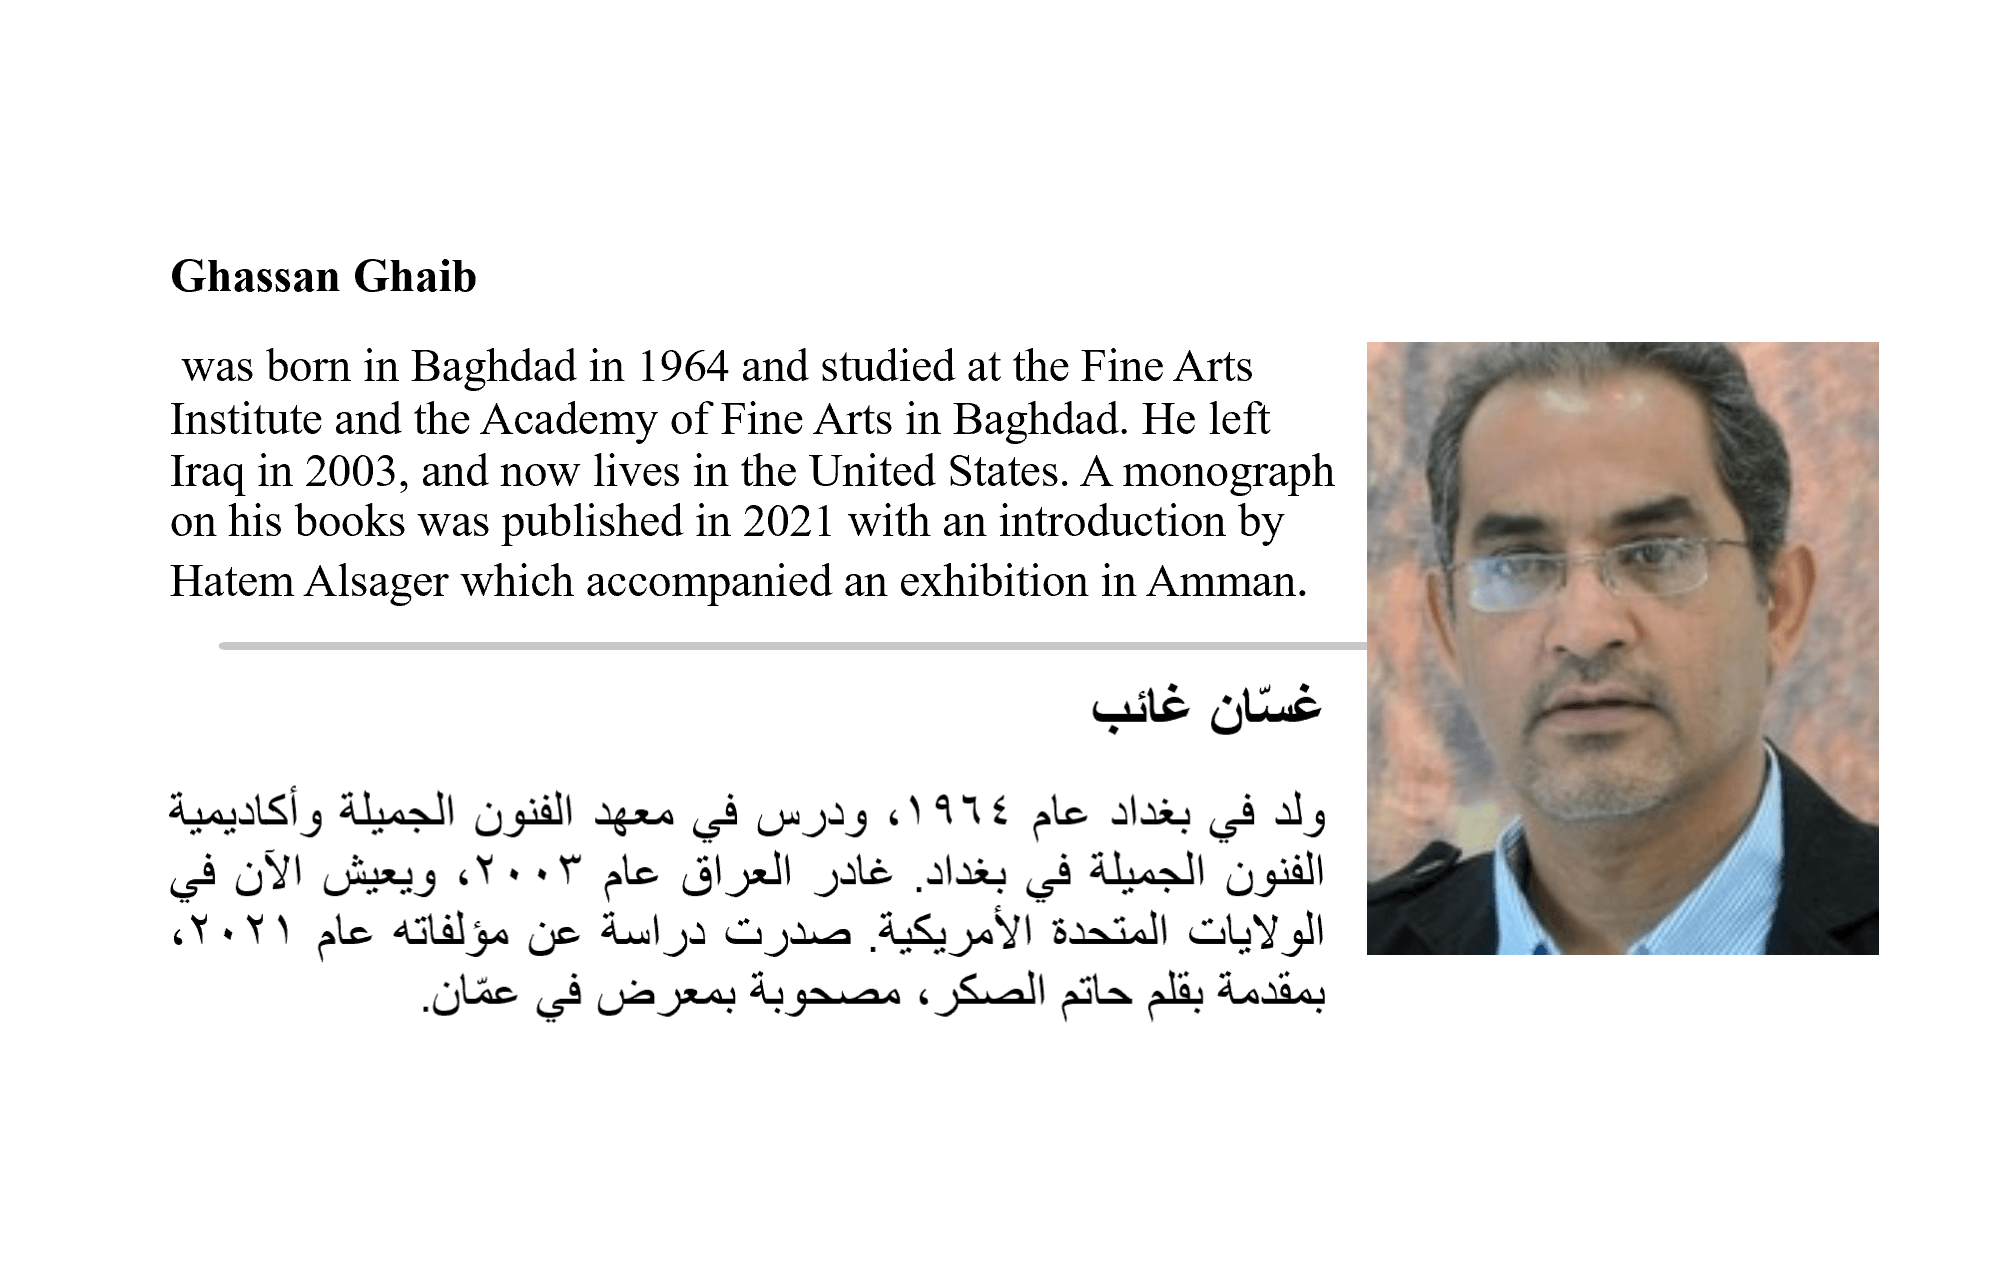 Ghassan Ghaib
was born in Baghdad in 1964 and studied at the Fine Arts
Institute and the Academy of Fine Arts in Baghdad. He left
Iraq in 2003, and now lives in the United States. A monograph
on his books was published in 2021 with an introduction by
Hatem Alsager which accompanied an exhibition in Amman.
غسّان غائب
ولد في بغداد عام ١٩٦٤، ودرس في معهد الفنون الجميلة وأكاديمية
الفنون الجميلة في بغداد. غادر العراق عام ٢٠٠٣، ويعيش الآن في
الولايات المتحدة الأمريكية. صدرت دراسة عن مؤلفاته عام ٢٠٢١،
بمقدمة بقلم حاتم الصكر، مصحوبة بمعرض في عمّان.